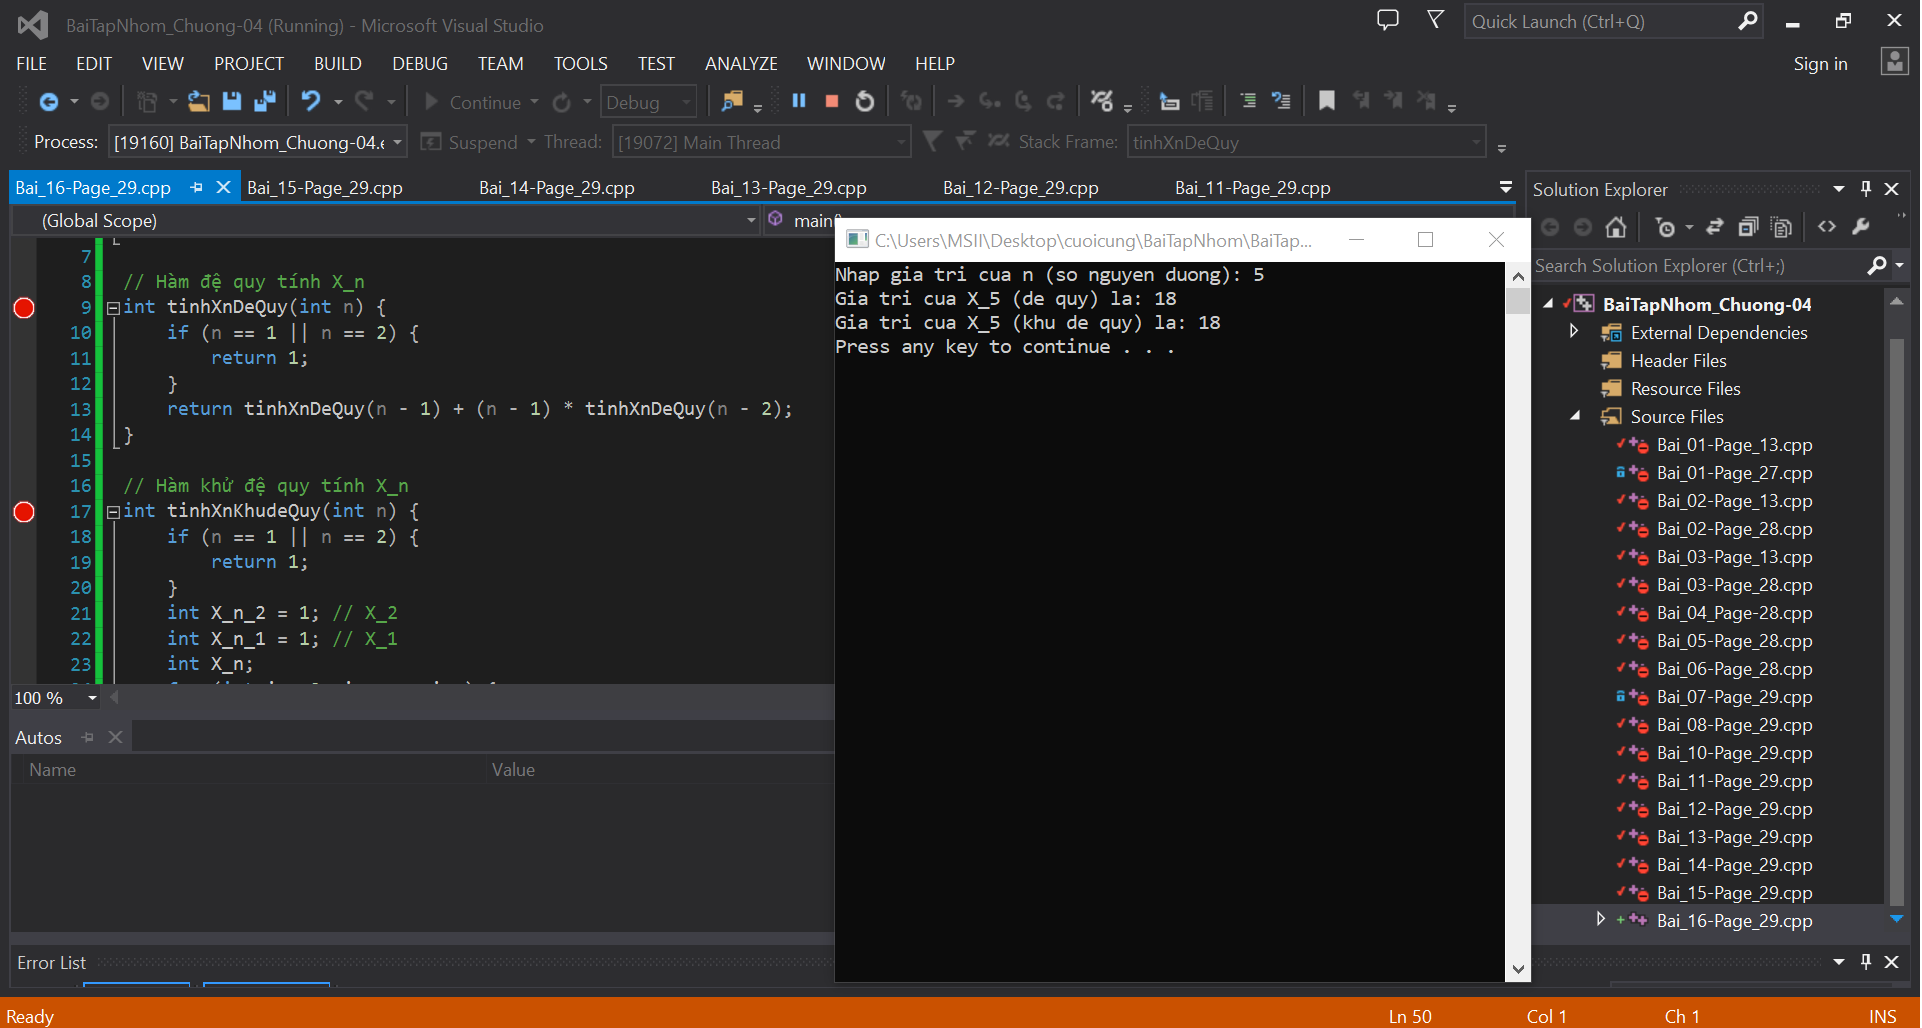 BaiTapNhom_Chuong-04 (Running) - Microsoft Visual Studio
Quick Launch (Ctrl+Q)
FILE EDIT VIEW PROJECT BUILD DEBUG TEAM TOOLS TEST ANALYZE WINDOW HELP
Sign in
Continue Debug
Process: [19160] BaiTapNhom_Chuong-04.e Suspend Thread: [19072] Main Thread Stack Frame: tinhXnDeQuy
Bai_16-Page_29.cpp Bai_15-Page_29.cpp Bai_14-Page_29.cpp Bai_13-Page_29.cpp Bai_12-Page_29.cpp Bai_11-Page_29.cpp
(Global Scope) main()
7
8 // Hàm đệ quy tính X_n
9 int tinhXnDeQuy(int n) {
10 if (n == 1 || n == 2) {
11 return 1;
12 }
13 return tinhXnDeQuy(n - 1) + (n - 1) * tinhXnDeQuy(n - 2);
14 }
15
16 // Hàm khử đệ quy tính X_n
17 int tinhXnKhudeQuy(int n) {
18 if (n == 1 || n == 2) {
19 return 1;
20 }
21 int X_n_2 = 1; // X_2
22 int X_n_1 = 1; // X_1
23 int X_n;
100 %
Autos
Name Value
Error List
C:\Users\MSII\Desktop\cuoicung\BaiTapNhom\BaiTap...
Nhap gia tri cua n (so nguyen duong): 5
Gia tri cua X_5 (de quy) la: 18
Gia tri cua X_5 (khu de quy) la: 18
Press any key to continue . . .
Solution Explorer
Search Solution Explorer (Ctrl+;)
BaiTapNhom_Chuong-04
External Dependencies
Header Files
Resource Files
Source Files
Bai_01-Page_13.cpp
Bai_01-Page_27.cpp
Bai_02-Page_13.cpp
Bai_02-Page_28.cpp
Bai_03-Page_13.cpp
Bai_03-Page_28.cpp
Bai_04_Page-28.cpp
Bai_05-Page_28.cpp
Bai_06-Page_28.cpp
Bai_07-Page_29.cpp
Bai_08-Page_29.cpp
Bai_10-Page_29.cpp
Bai_11-Page_29.cpp
Bai_12-Page_29.cpp
Bai_13-Page_29.cpp
Bai_14-Page_29.cpp
Bai_15-Page_29.cpp
Bai_16-Page_29.cpp
Ready Ln 50 Col 1 Ch 1 INS